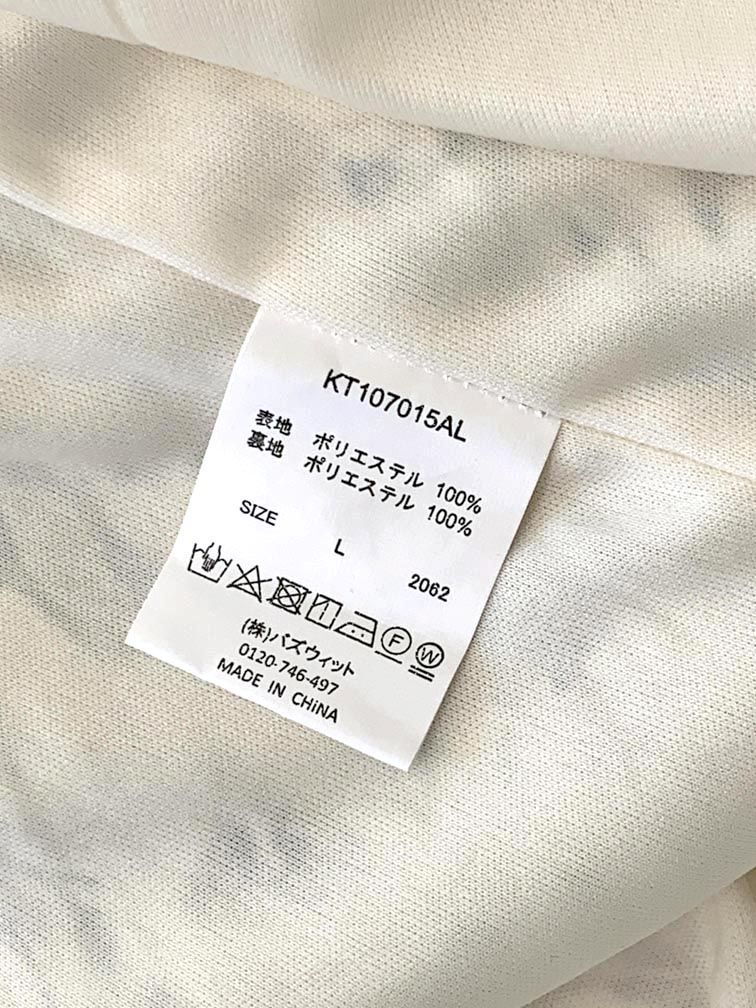 KT107015AL
表地 ポリエステル 100%
裏地 ポリエステル 100%
SIZE L 2062
F W
(株)バズウィット
0120-746-497
MADE IN CHiNA